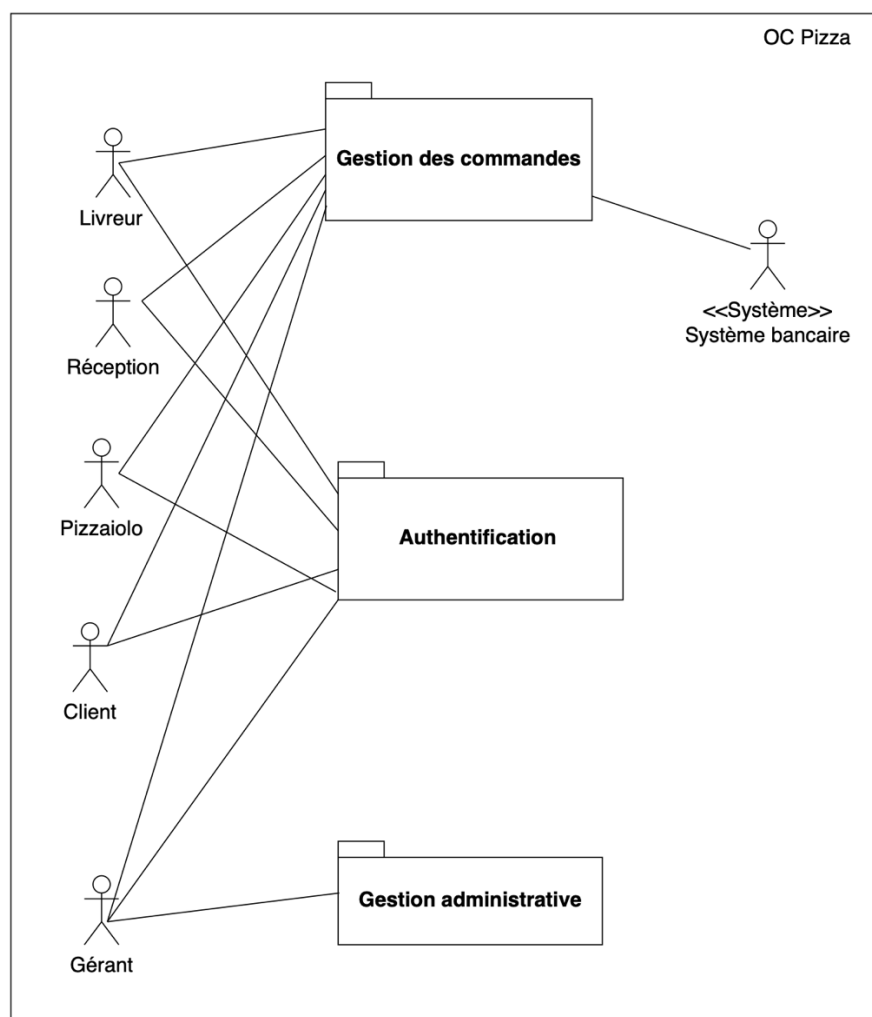 OC Pizza
Gestion des commandes
Livreur
<<Système>>
Système bancaire
Réception
Pizzaiolo
Authentification
Client
Gestion administrative
Gérant